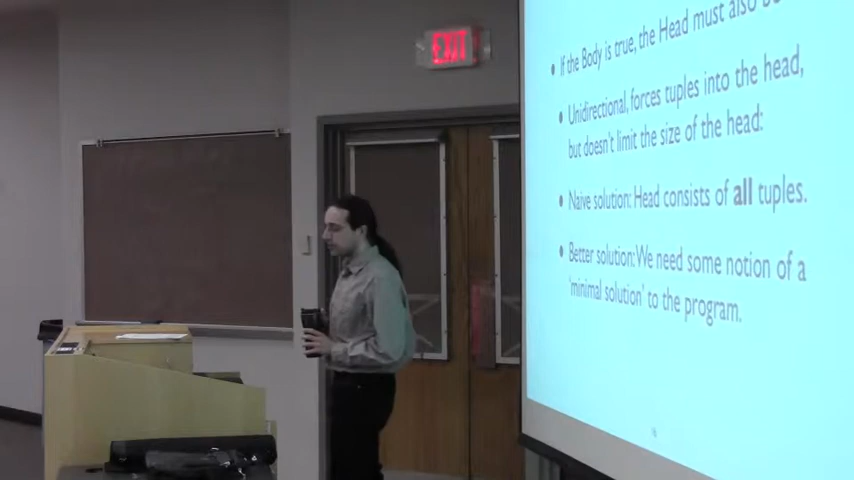 EXIT
• If the Body is true, the Head must also be
• Unidirectional, forces tuples into the head,
but doesn't limit the size of the head:
• Naive solution: Head consists of all tuples.
• Better solution: We need some notion of a
'minimal solution' to the program.